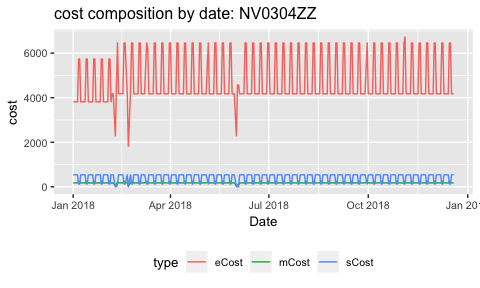 cost composition by date: NV0304ZZ
6000
4000
2000
0
cost
Jan 2018
Apr 2018
Jul 2018
Oct 2018
Jan 201
Date
type
eCost
mCost
sCost